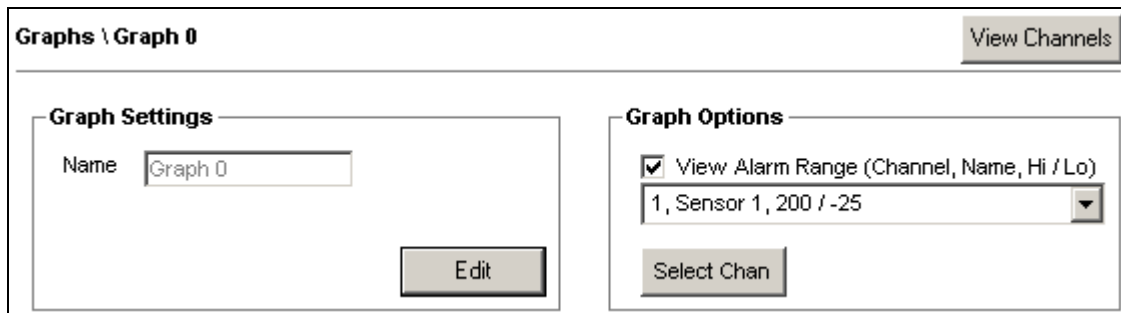 Graphs \ Graph 0
View Channels
Graph Settings
Name
Graph 0
Edit
Graph Options
View Alarm Range (Channel, Name, Hi / Lo)
1, Sensor 1, 200 / -25
Select Chan